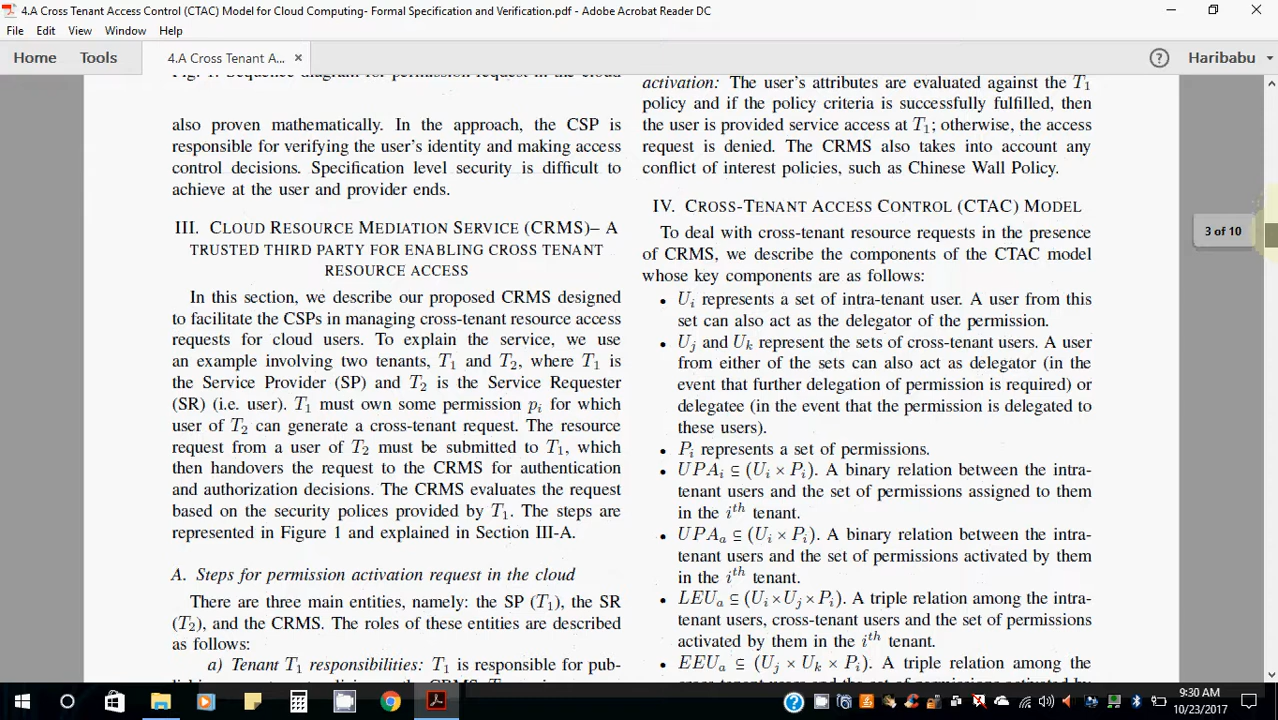 4.A Cross Tenant Access Control (CTAC) Model for Cloud Computing- Formal Specification and Verification.pdf - Adobe Acrobat Reader DC
File Edit View Window Help
Home Tools 4.A Cross Tenant A... × Haribabu
Fig. 1. Sequence diagram for permission request in the cloud
also proven mathematically. In the approach, the CSP is
responsible for verifying the user's identity and making access
control decisions. Specification level security is difficult to
achieve at the user and provider ends.
III. CLOUD RESOURCE MEDIATION SERVICE (CRMS)– A
TRUSTED THIRD PARTY FOR ENABLING CROSS TENANT
RESOURCE ACCESS
In this section, we describe our proposed CRMS designed
to facilitate the CSPs in managing cross-tenant resource access
requests for cloud users. To explain the service, we use
an example involving two tenants, T1 and T2, where T1 is
the Service Provider (SP) and T2 is the Service Requester
(SR) (i.e. user). T1 must own some permission pi for which
user of T2 can generate a cross-tenant request. The resource
request from a user of T2 must be submitted to T1, which
then handovers the request to the CRMS for authentication
and authorization decisions. The CRMS evaluates the request
based on the security polices provided by T1. The steps are
represented in Figure 1 and explained in Section III-A.
A. Steps for permission activation request in the cloud
There are three main entities, namely: the SP (T1), the SR
(T2), and the CRMS. The roles of these entities are described
as follows:
a) Tenant T1 responsibilities: T1 is responsible for pub-
activation: The user's attributes are evaluated against the T1
policy and if the policy criteria is successfully fulfilled, then
the user is provided service access at T1; otherwise, the access
request is denied. The CRMS also takes into account any
conflict of interest policies, such as Chinese Wall Policy.
IV. CROSS-TENANT ACCESS CONTROL (CTAC) MODEL
To deal with cross-tenant resource requests in the presence
of CRMS, we describe the components of the CTAC model
whose key components are as follows:
• Ui represents a set of intra-tenant user. A user from this
set can also act as the delegator of the permission.
• Uj and Uk represent the sets of cross-tenant users. A user
from either of the sets can also act as delegator (in the
event that further delegation of permission is required) or
delegatee (in the event that the permission is delegated to
these users).
• Pi represents a set of permissions.
• UPAi ⊆ (Ui × Pi). A binary relation between the intra-
tenant users and the set of permissions assigned to them
in the ith tenant.
• UPAa ⊆ (Ui × Pi). A binary relation between the intra-
tenant users and the set of permissions activated by them
in the ith tenant.
• LEUa ⊆ (Ui × Uj × Pi). A triple relation among the intra-
tenant users, cross-tenant users and the set of permissions
activated by them in the ith tenant.
• EEUa ⊆ (Uj × Uk × Pi). A triple relation among the
3 of 10
9:30 AM
10/23/2017